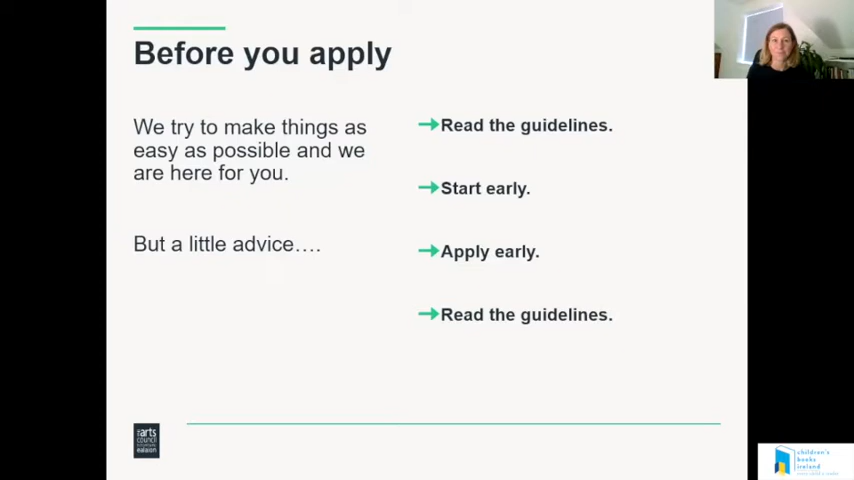 Before you apply
We try to make things as
easy as possible and we
are here for you.
But a little advice….
Read the guidelines.
Start early.
Apply early.
Read the guidelines.
arts
council
ealaíon
children's
books
ireland